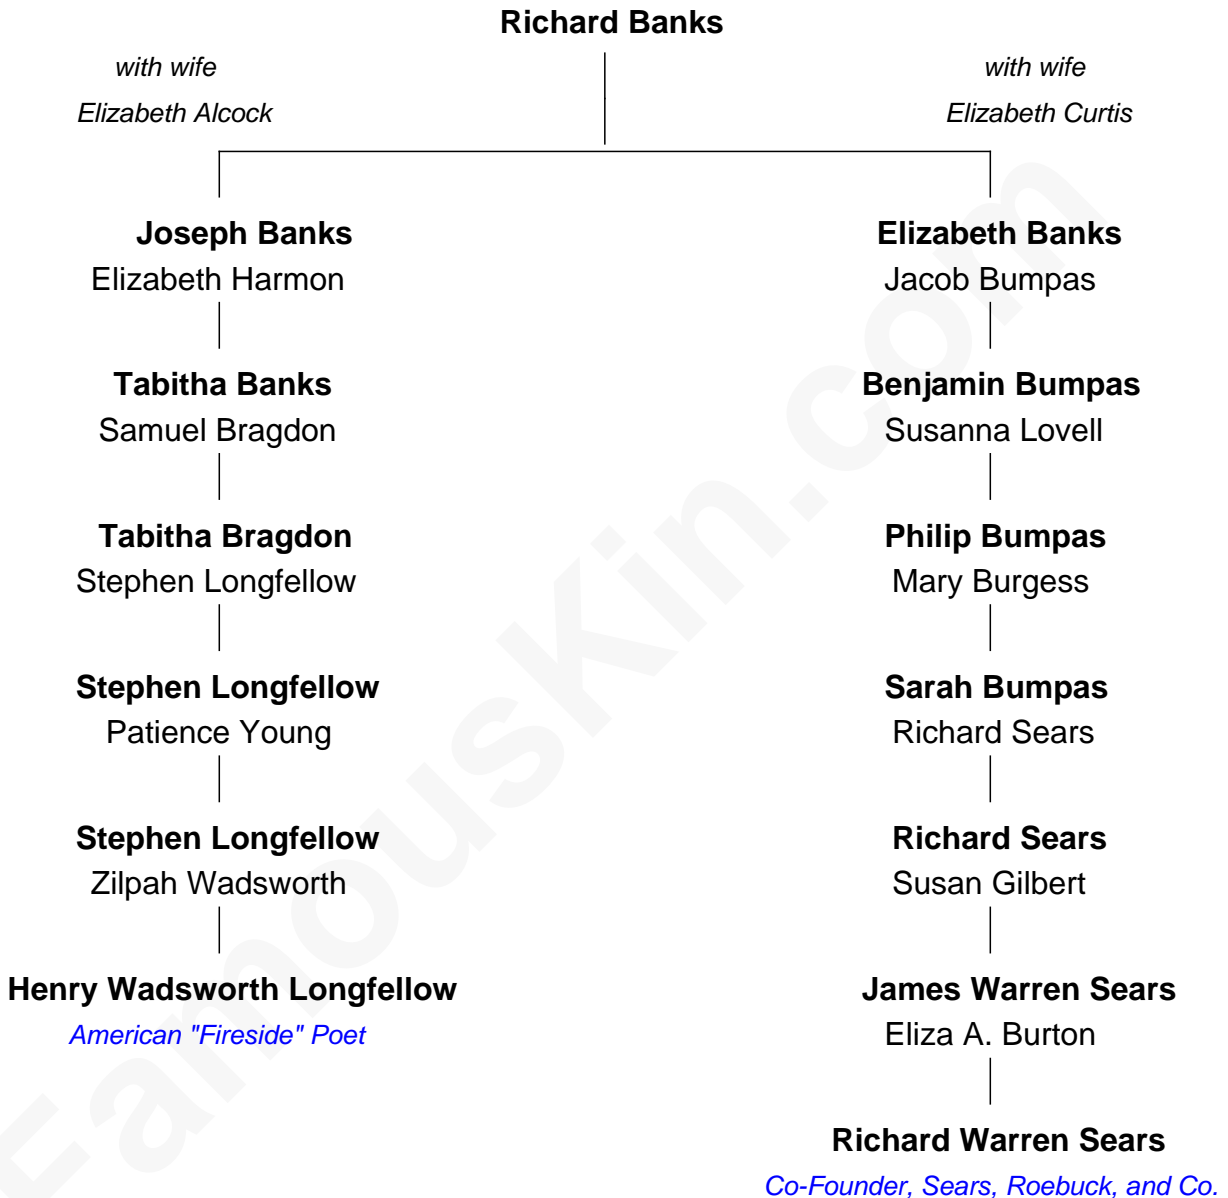 Richard Banks
with wife
Elizabeth Alcock
with wife
Elizabeth Curtis
Joseph Banks
Elizabeth Harmon
Tabitha Banks
Samuel Bragdon
Tabitha Bragdon
Stephen Longfellow
Stephen Longfellow
Patience Young
Stephen Longfellow
Zilpah Wadsworth
Henry Wadsworth Longfellow
American "Fireside" Poet
Elizabeth Banks
Jacob Bumpas
Benjamin Bumpas
Susanna Lovell
Philip Bumpas
Mary Burgess
Sarah Bumpas
Richard Sears
Richard Sears
Susan Gilbert
James Warren Sears
Eliza A. Burton
Richard Warren Sears
Co-Founder, Sears, Roebuck, and Co.
FamousKin.com